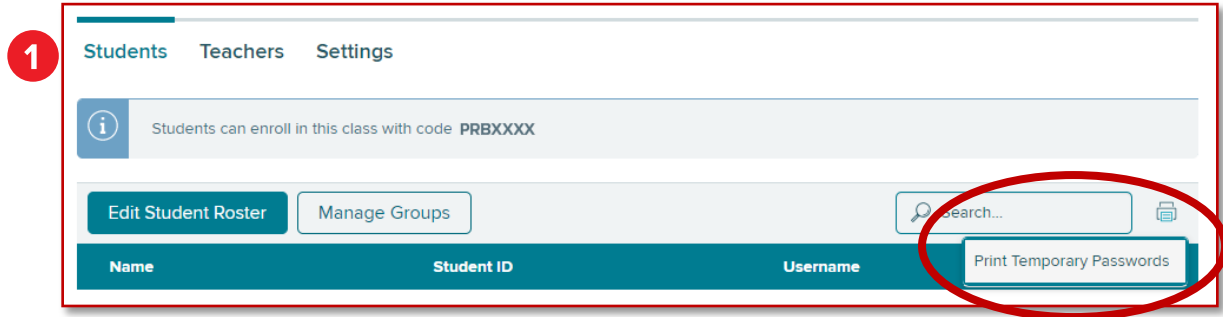 1
Students Teachers Settings
Students can enroll in this class with code PRBXXXX
Edit Student Roster Manage Groups Search...
Name Student ID Username Print Temporary Passwords